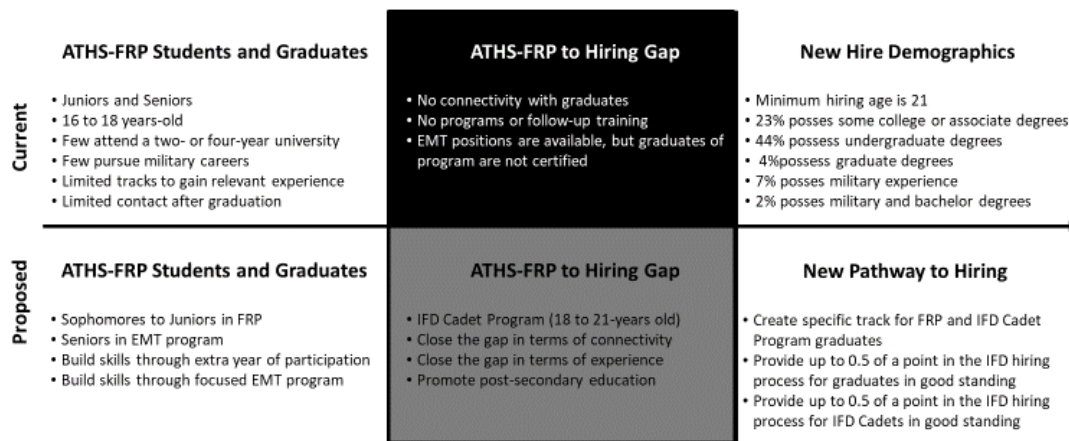 Current
ATHS-FRP Students and Graduates
• Juniors and Seniors
• 16 to 18 years-old
• Few attend a two- or four-year university
• Few pursue military careers
• Limited tracks to gain relevant experience
• Limited contact after graduation
ATHS-FRP to Hiring Gap
• No connectivity with graduates
• No programs or follow-up training
• EMT positions are available, but graduates of
program are not certified
New Hire Demographics
• Minimum hiring age is 21
• 23% posses some college or associate degrees
• 44% possess undergraduate degrees
• 4%possess graduate degrees
• 7% posses military experience
• 2% posses military and bachelor degrees
Proposed
ATHS-FRP Students and Graduates
• Sophomores to Juniors in FRP
• Seniors in EMT program
• Build skills through extra year of participation
• Build skills through focused EMT program
ATHS-FRP to Hiring Gap
• IFD Cadet Program (18 to 21-years old)
• Close the gap in terms of connectivity
• Close the gap in terms of experience
• Promote post-secondary education
New Pathway to Hiring
• Create specific track for FRP and IFD Cadet
Program graduates
• Provide up to 0.5 of a point in the IFD hiring
process for graduates in good standing
• Provide up to 0.5 of a point in the IFD hiring
process for IFD Cadets in good standing